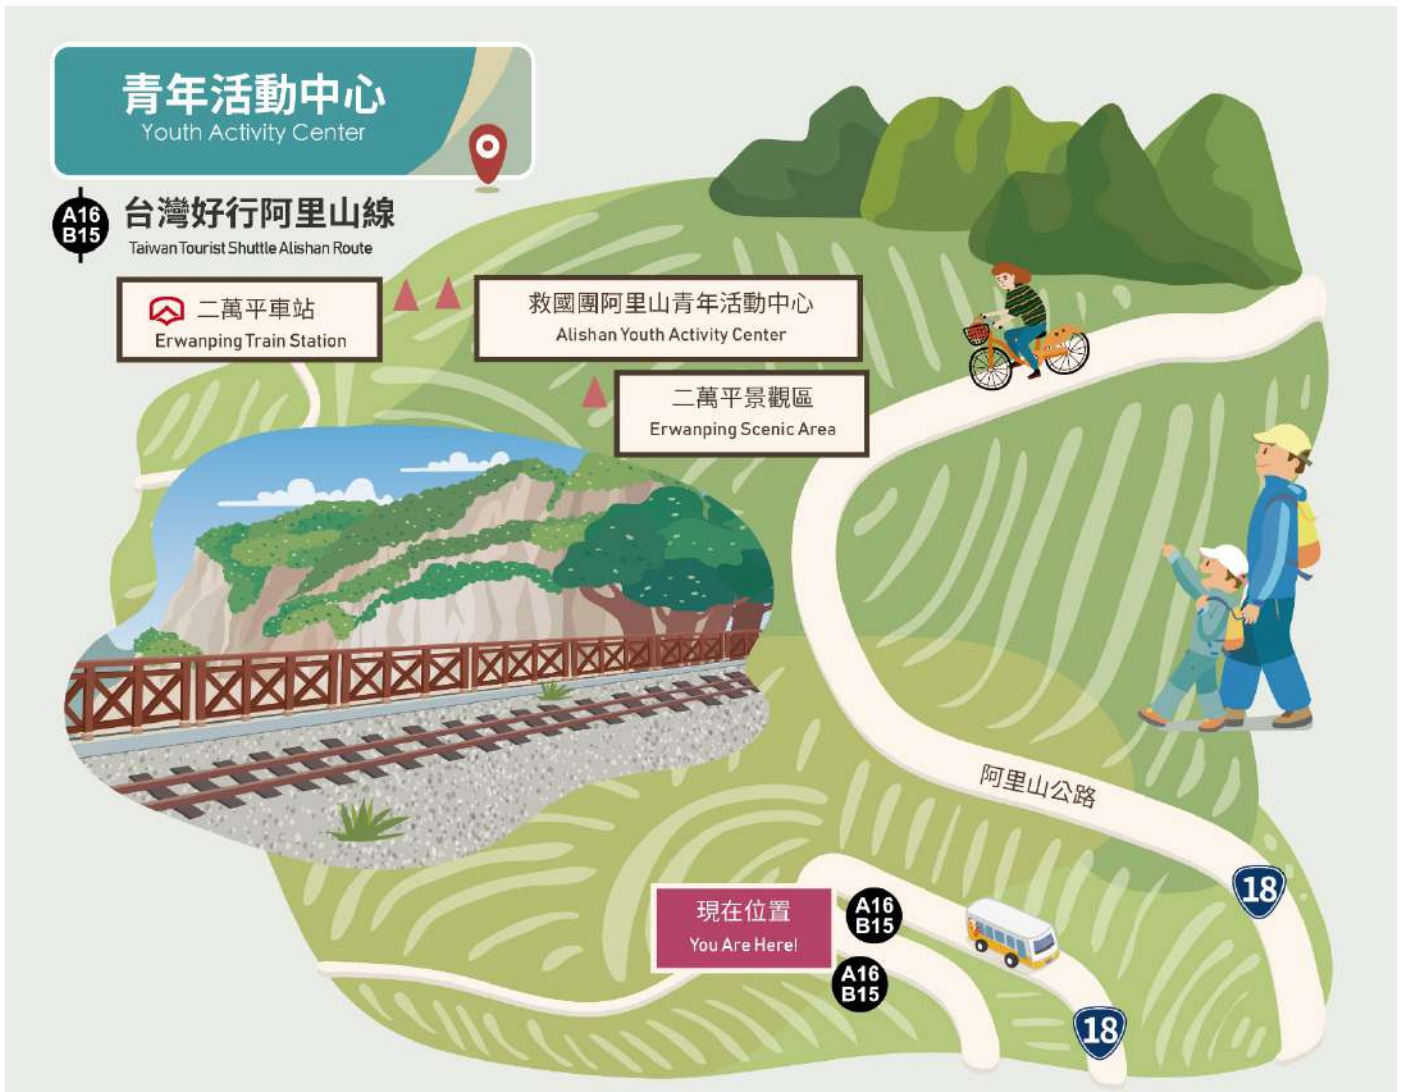 青年活動中心
Youth Activity Center
A16
B15
台灣好行阿里山線
Taiwan Tourist Shuttle Alishan Route
二萬平車站
Erwanping Train Station
救國團阿里山青年活動中心
Alishan Youth Activity Center
二萬平景觀區
Erwanping Scenic Area
阿里山公路
18
現在位置
You Are Here!
A16
B15
A16
B15
18